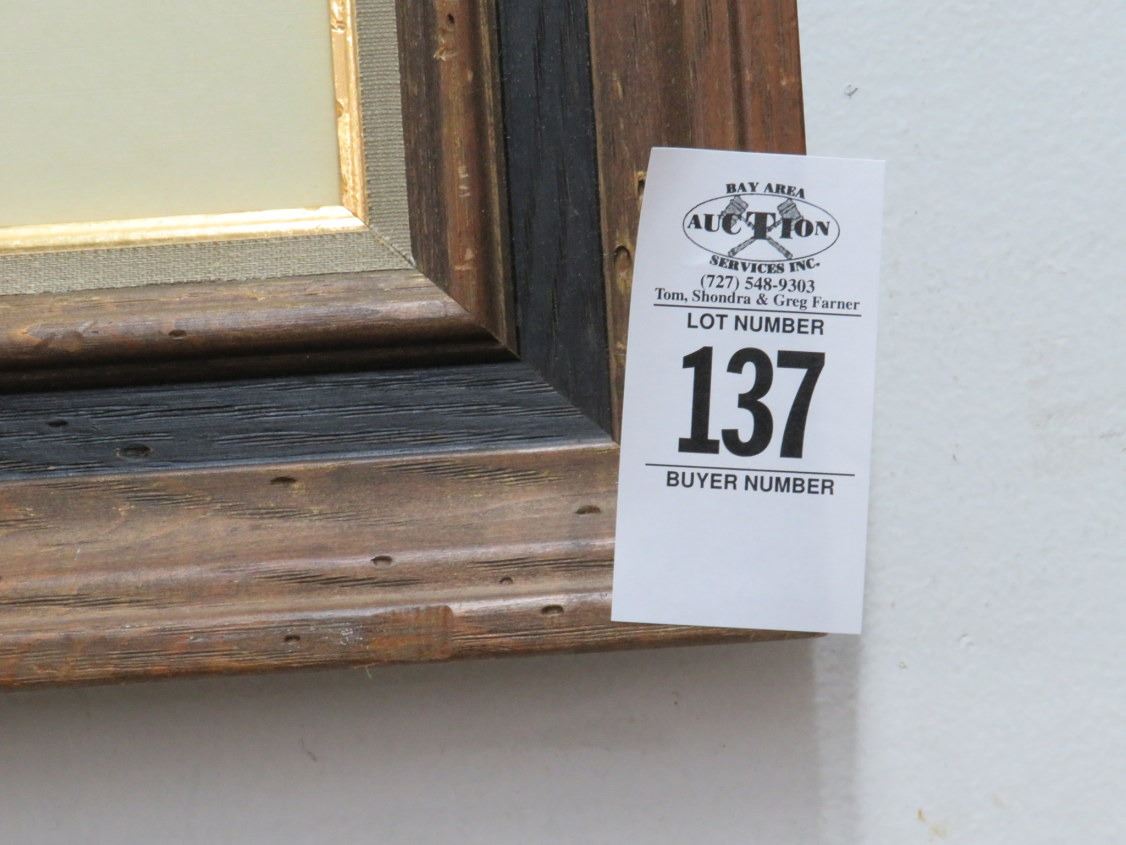 BAY AREA
AUCTION
SERVICES INC.
(727) 548-9303
Tom, Shondra & Greg Farner
LOT NUMBER
137
BUYER NUMBER